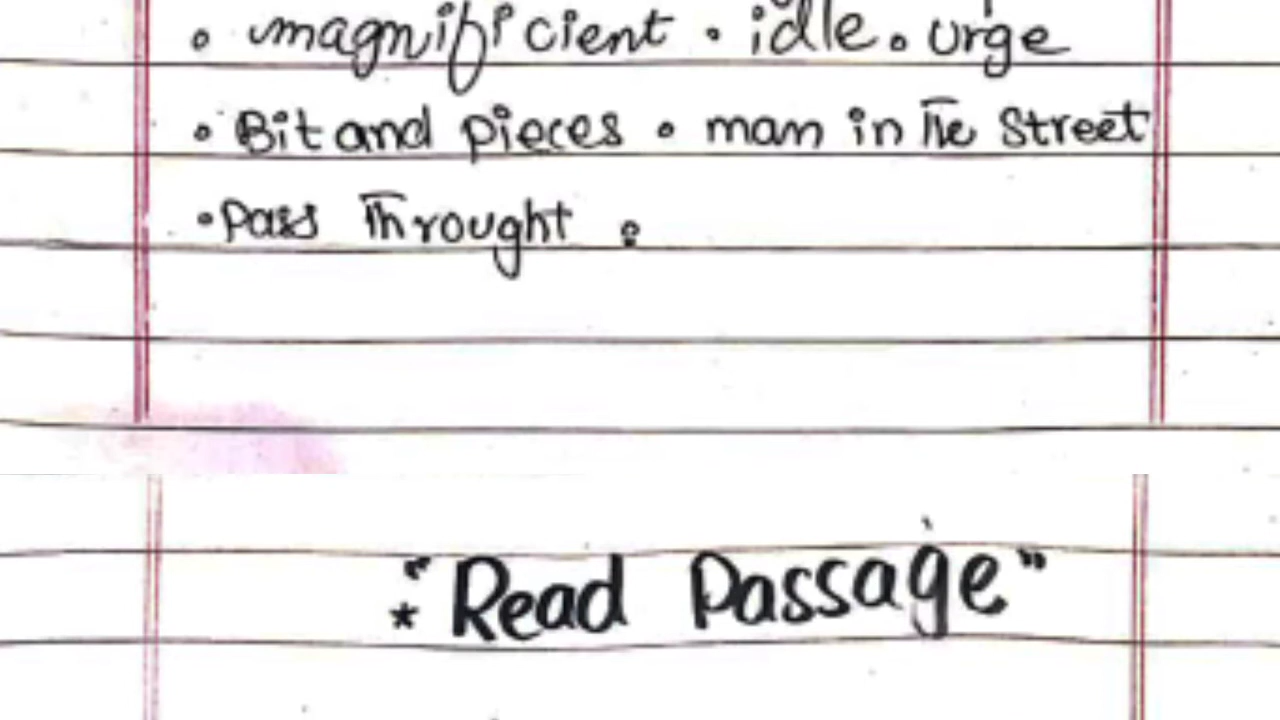 • magnificient • idle • urge
• Bit and pieces • man in The Street
• Pass Throught •
* "Read Passage"